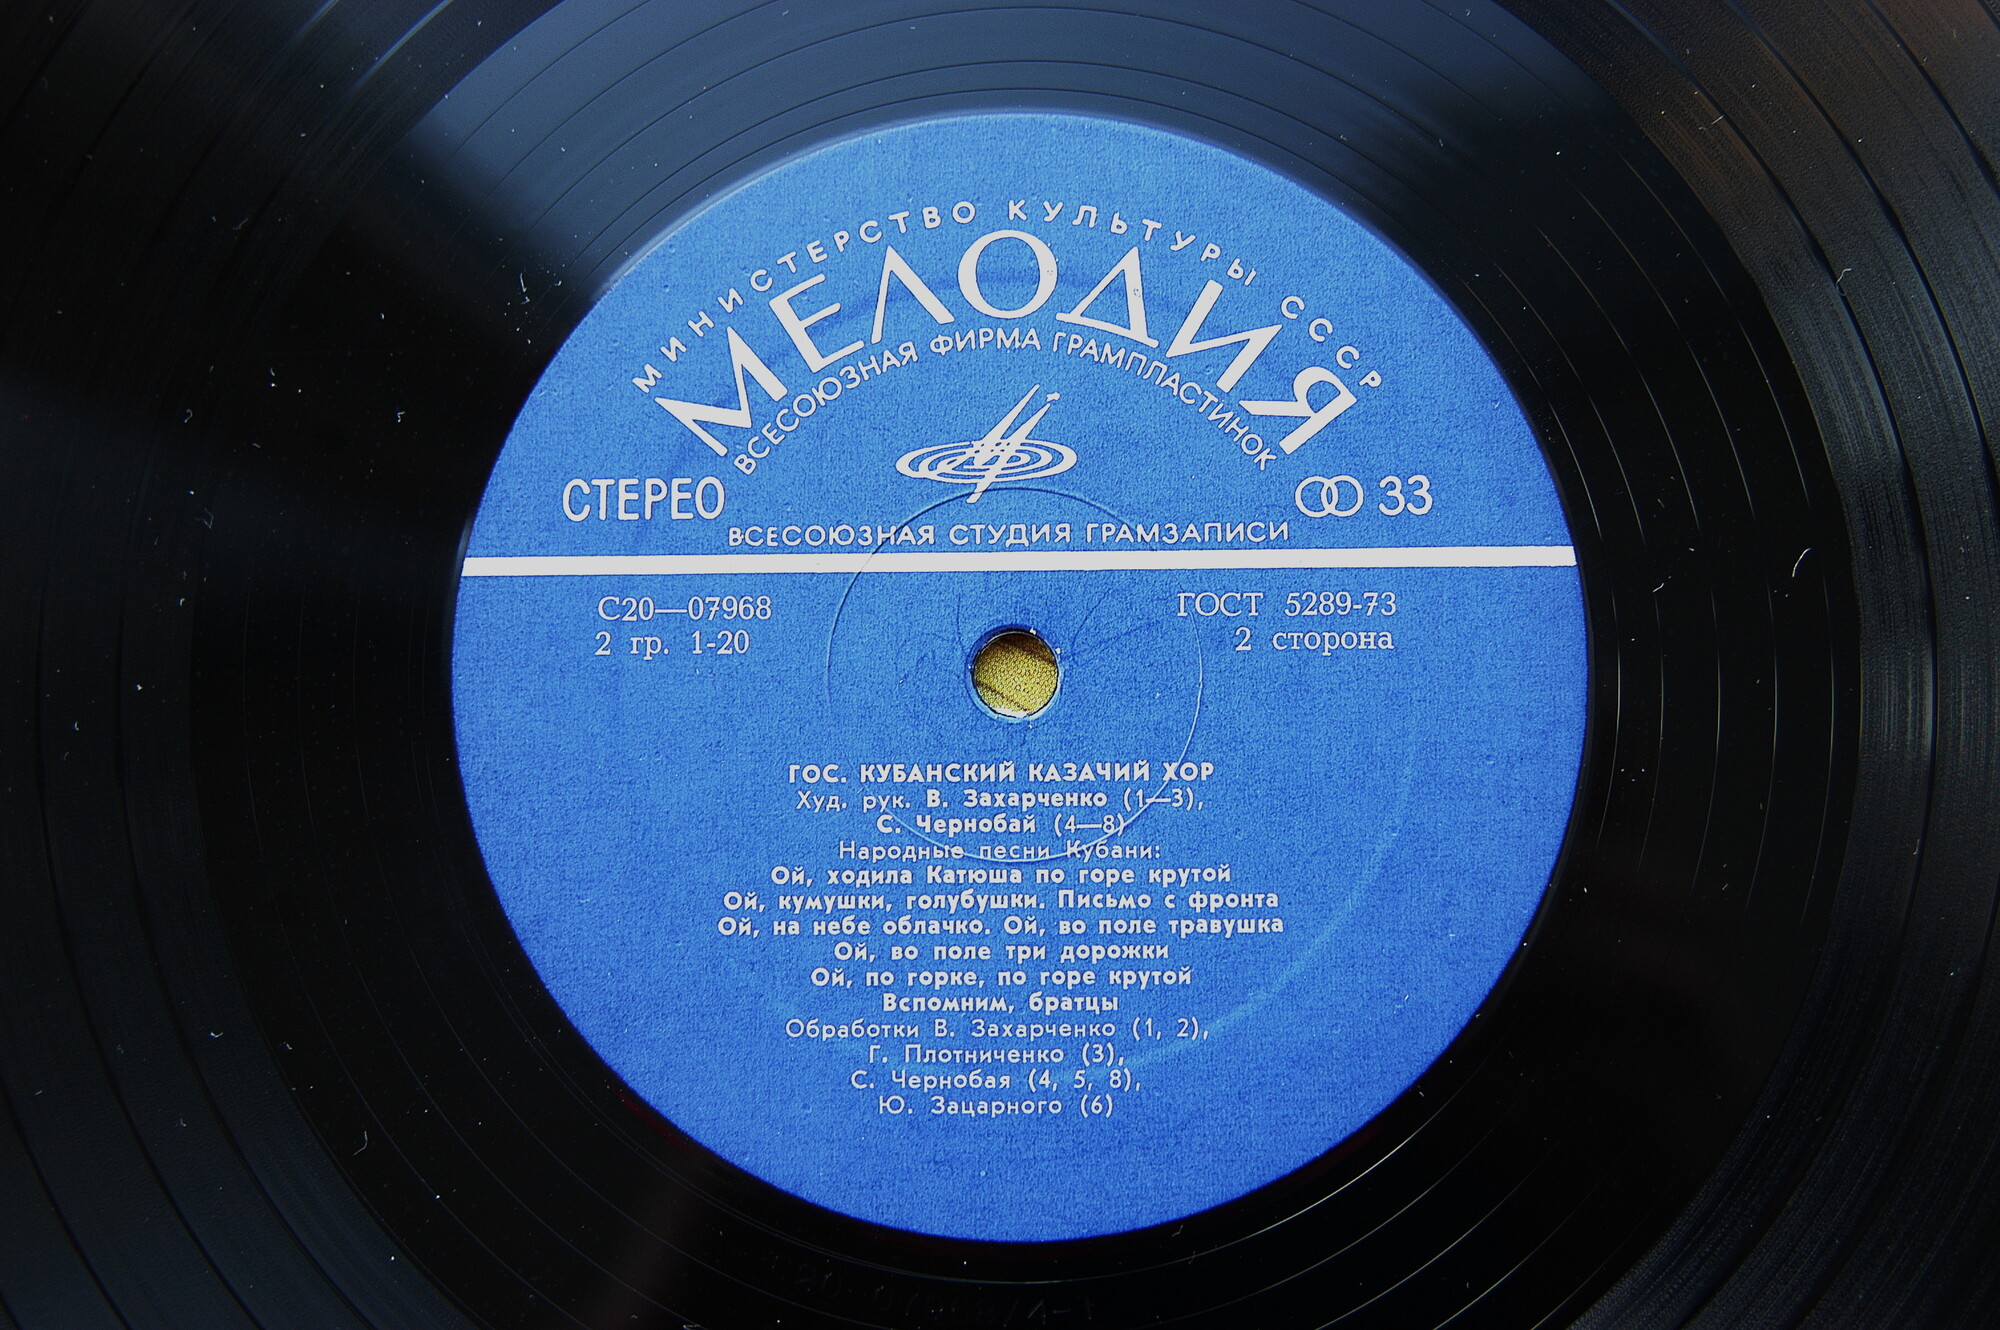 МИНИСТЕРСТВО КУЛЬТУРЫ СССР
МЕЛОДИЯ
ВСЕСОЮЗНАЯ ФИРМА ГРАМПЛАСТИНОК
СТЕРЕО
33
ВСЕСОЮЗНАЯ СТУДИЯ ГРАМЗАПИСИ
С20—07968
ГОСТ 5289-73
2 гр. 1-20
2 сторона
ГОС. КУБАНСКИЙ КАЗАЧИЙ ХОР
Худ. рук. В. Захарченко (1—3),
С. Чернобай (4—8)
Народные песни Кубани:
Ой, ходила Катюша по горе крутой
Ой, кумушки, голубушки. Письмо с фронта
Ой, на небе облачко. Ой, во поле травушка
Ой, во поле три дорожки
Ой, по горке, по горе крутой
Вспомним, братцы
Обработки В. Захарченко (1, 2),
Г. Плотниченко (3),
С. Чернобая (4, 5, 8),
Ю. Зацарного (6)